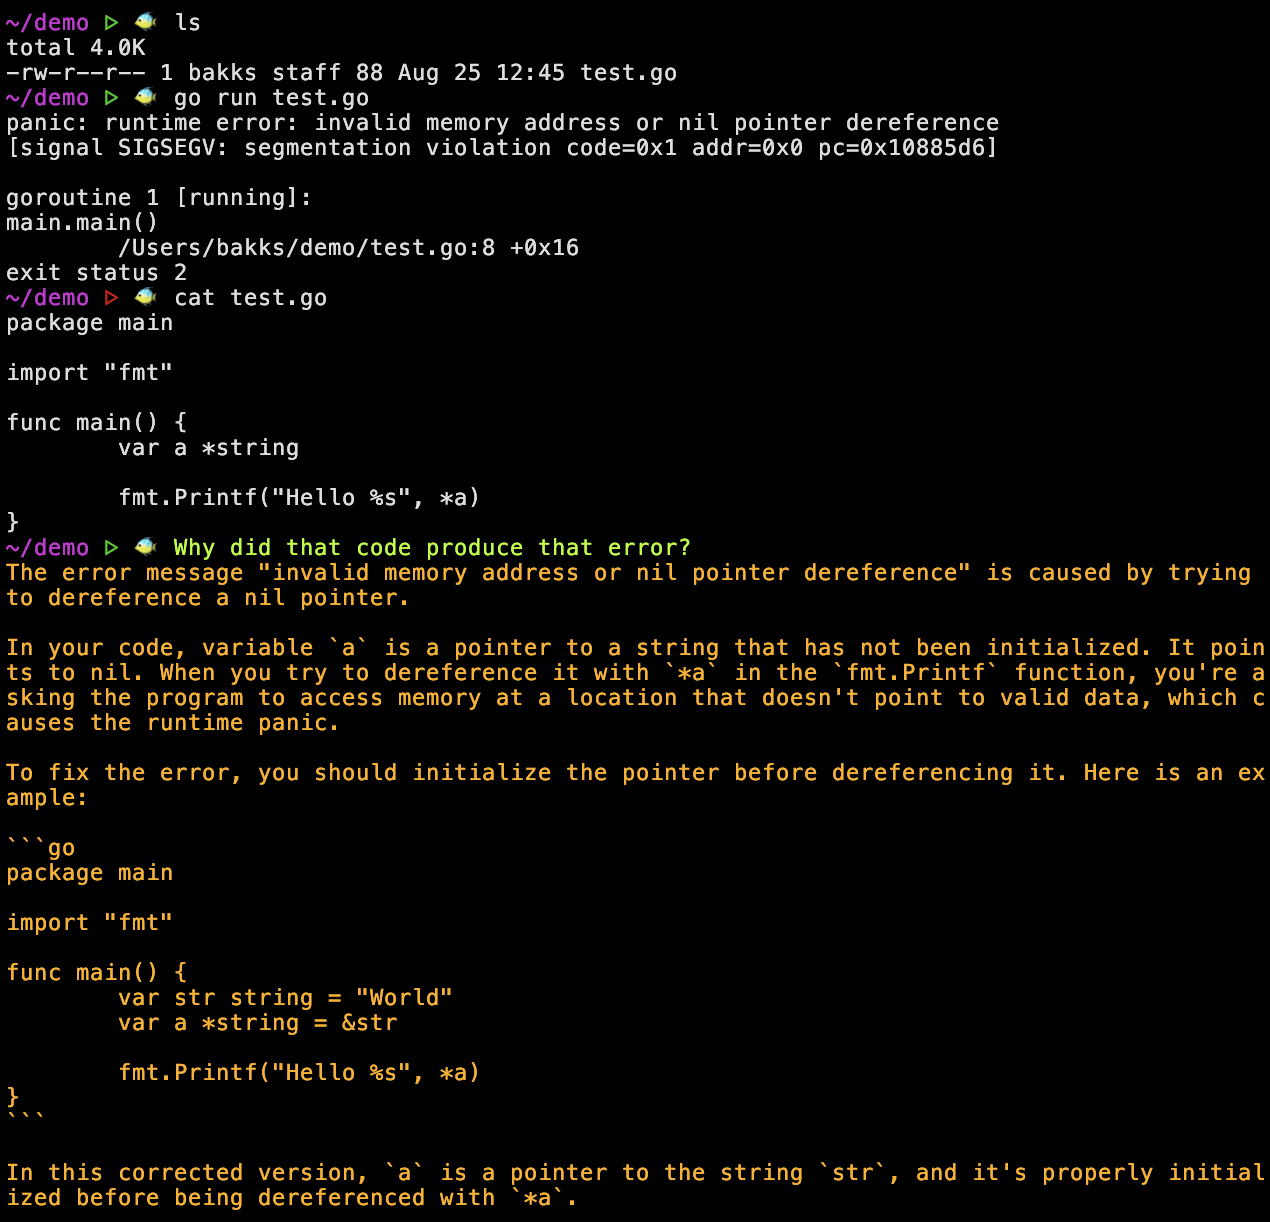 ~/demo ▷ 🐠 ls
total 4.0K
-rw-r--r-- 1 bakks staff 88 Aug 25 12:45 test.go
~/demo ▷ 🐠 go run test.go
panic: runtime error: invalid memory address or nil pointer dereference
[signal SIGSEGV: segmentation violation code=0x1 addr=0x0 pc=0x10885d6]

goroutine 1 [running]:
main.main()
        /Users/bakks/demo/test.go:8 +0x16
exit status 2
~/demo ▷ 🐠 cat test.go
package main

import "fmt"

func main() {
        var a *string

        fmt.Printf("Hello %s", *a)
}
~/demo ▷ 🐠 Why did that code produce that error?
The error message "invalid memory address or nil pointer dereference" is caused by trying
to dereference a nil pointer.

In your code, variable `a` is a pointer to a string that has not been initialized. It poin
ts to nil. When you try to dereference it with `*a` in the `fmt.Printf` function, you're a
sking the program to access memory at a location that doesn't point to valid data, which c
auses the runtime panic.

To fix the error, you should initialize the pointer before dereferencing it. Here is an ex
ample:

```go
package main

import "fmt"

func main() {
        var str string = "World"
        var a *string = &str

        fmt.Printf("Hello %s", *a)
}
```

In this corrected version, `a` is a pointer to the string `str`, and it's properly initial
ized before being dereferenced with `*a`.